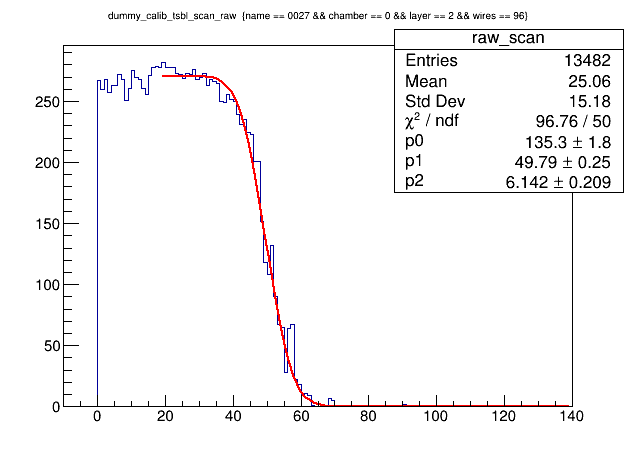 dummy_calib_tsbl_scan_raw {name == 0027 && chamber == 0 && layer == 2 && wires == 96}
raw_scan
Entries 13482
Mean 25.06
Std Dev 15.18
χ² / ndf 96.76 / 50
p0 135.3 ± 1.8
p1 49.79 ± 0.25
p2 6.142 ± 0.209
250
200
150
100
50
0
0 20 40 60 80 100 120 140